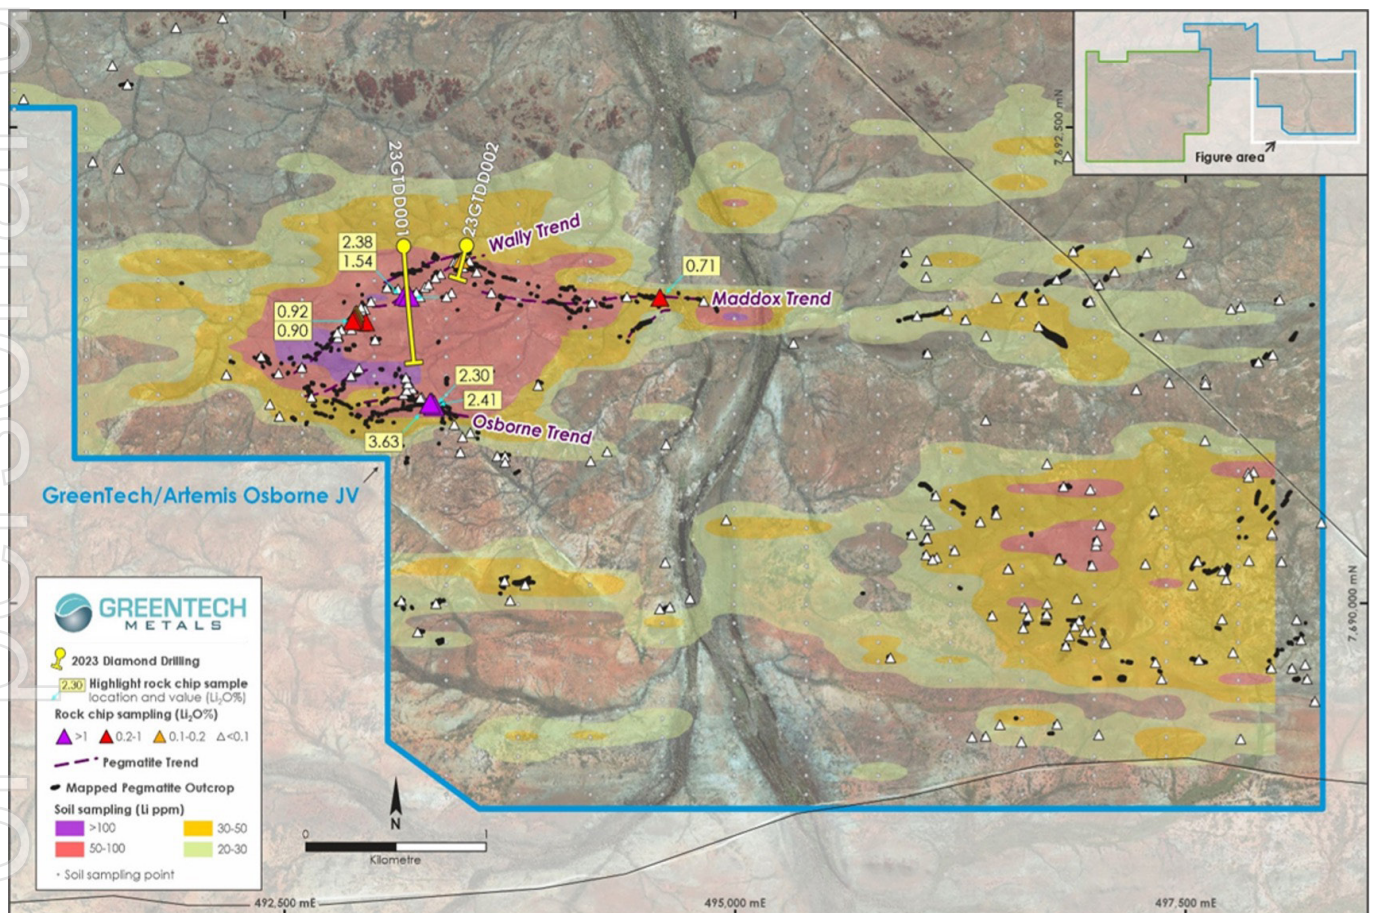 7,692,500 mN
Figure area
23GTDD001
23GTDD002
Wally Trend
2.38
1.54
0.71
Maddox Trend
0.92
0.90
2.30
2.41
Osborne Trend
3.63
GreenTech/Artemis Osborne JV
GREENTECH
METALS
2023 Diamond Drilling
2.30
Highlight rock chip sample
location and value (Li₂O%)
Rock chip sampling (Li₂O%)
>1
0.2-1
0.1-0.2
<0.1
Pegmatite Trend
Mapped Pegmatite Outcrop
Soil sampling (Li ppm)
>100
30-50
50-100
20-30
Soil sampling point
N
0
1
Kilometre
7,690,000 mN
492,500 mE
495,000 mE
497,500 mE